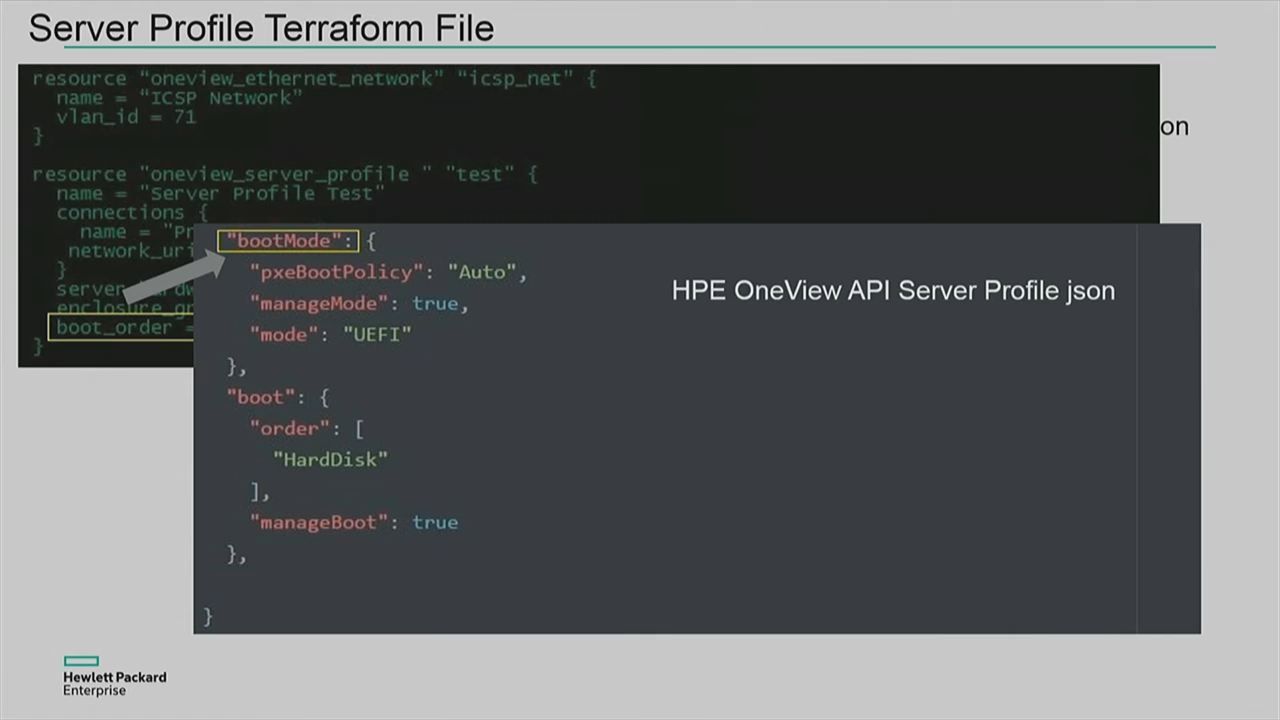 Server Profile Terraform File
resource "oneview_ethernet_network" "icsp_net" {
name = "ICSP Network"
vlan_id = 71
}
on
resource "oneview_server_profile " "test" {
name = "Server Profile Test"
connections {
name = "Pr
network_uri
}
enclosure_gr
boot_order =
}
"bootMode": {
"pxeBootPolicy": "Auto",
"manageMode": true,
"mode": "UEFI"
},
"boot": {
"order": [
"HardDisk"
],
"manageBoot": true
},
}
HPE OneView API Server Profile json
Hewlett Packard
Enterprise